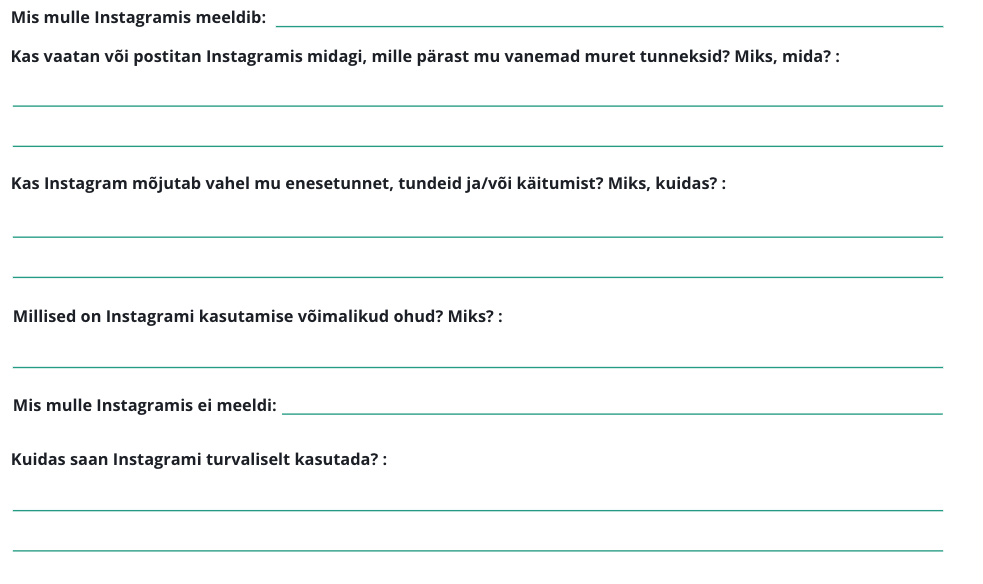 Mis mulle Instagramis meeldib:
Kas vaatan või postitan Instagramis midagi, mille pärast mu vanemad muret tunneksid? Miks, mida? :
Kas Instagram mõjutab vahel mu enesetunnet, tundeid ja/või käitumist? Miks, kuidas? :
Millised on Instagrami kasutamise võimalikud ohud? Miks? :
Mis mulle Instagramis ei meeldi:
Kuidas saan Instagrami turvaliselt kasutada? :